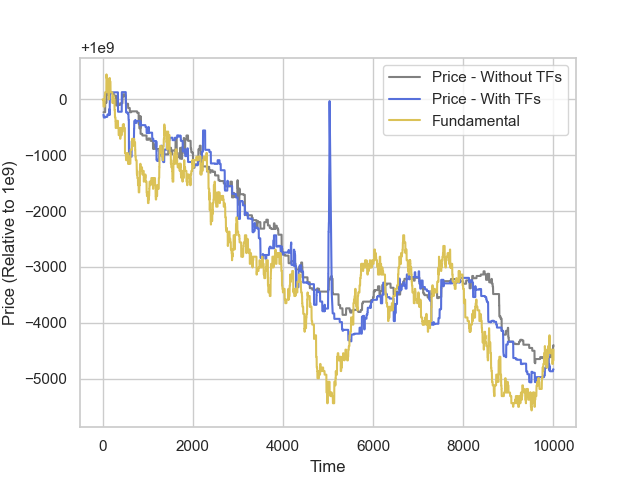 +1e9
Price - Without TFs
Price - With TFs
Fundamental
0
−1000
−2000
−3000
−4000
−5000
Price (Relative to 1e9)
0 2000 4000 6000 8000 10000
Time